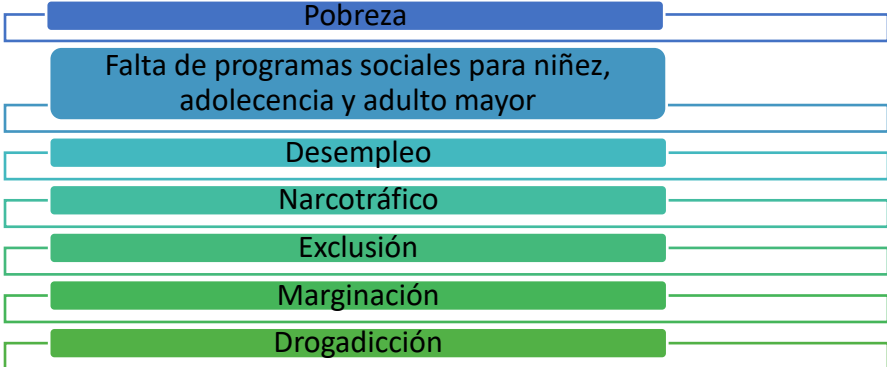 Pobreza
Falta de programas sociales para niñez,
adolecencia y adulto mayor
Desempleo
Narcotráfico
Exclusión
Marginación
Drogadicción